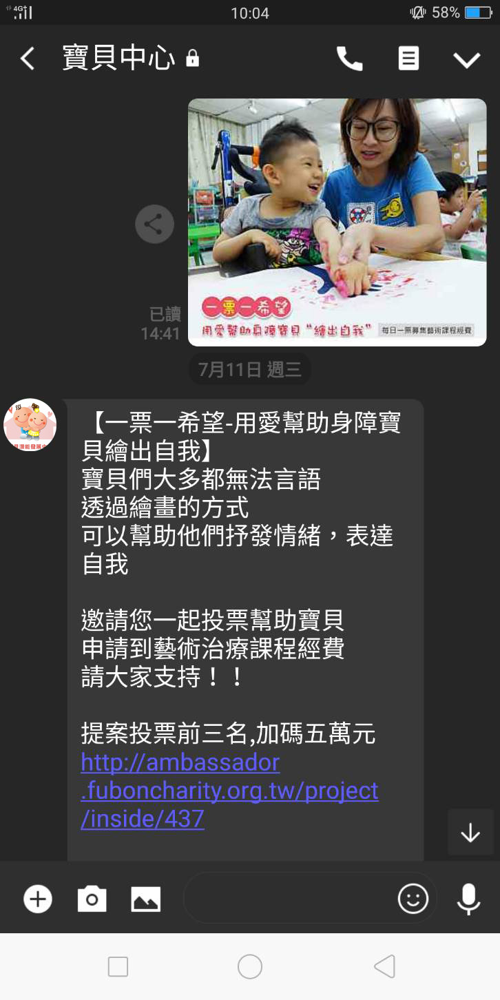 4G+
10:04
58%
寶貝中心
一票一希望
用愛幫助身障寶貝“繪出自我”
每日一票募集藝術課程經費
已讀
14:41
7月11日 週三
【一票一希望-用愛幫助身障寶
貝繪出自我】
寶貝們大多都無法言語
透過繪畫的方式
可以幫助他們抒發情緒，表達
自我
邀請您一起投票幫助寶貝
申請到藝術治療課程經費
請大家支持！！
提案投票前三名,加碼五萬元
http://ambassador
.fuboncharity.org.tw/project
/inside/437